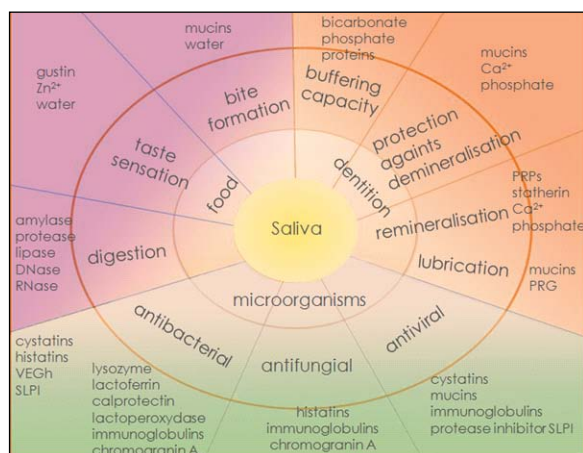 mucins
water
bicarbonate
phosphate
proteins
mucins
Ca²⁺
phosphate
gustin
Zn²⁺
water
bite
formation
buffering
capacity
taste
sensation
protection
againts
demineralisation
food
dentition
PRPs
statherin
Ca²⁺
phosphate
amylase
protease
lipase
DNase
RNase
digestion
Saliva
remineralisation
lubrication
mucins
PRG
microorganisms
antibacterial
antifungial
antiviral
cystatins
histatins
VEGh
SLPI
lysozyme
lactoferrin
calprotectin
lactoperoxydase
immunoglobulins
chromogranin A
histatins
immunoglobulins
chromogranin A
cystatins
mucins
immunoglobulins
protease inhibitor SLPI